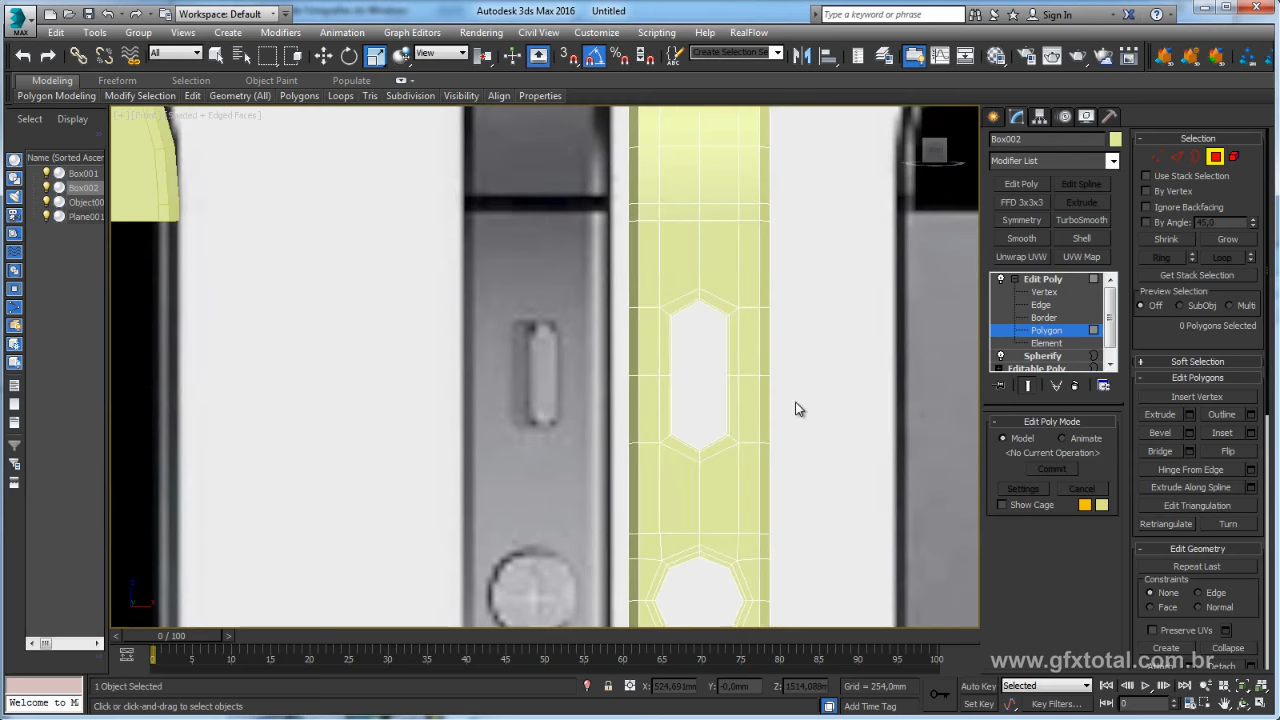 Workspace: Default
Autodesk 3ds Max 2016
Untitled
Type a keyword or phrase
Sign In
MAX
Edit
Tools
Group
Views
Create
Modifiers
Animation
Graph Editors
Rendering
Civil View
Customize
Scripting
Help
RealFlow
All
View
Create Selection Se
Modeling
Freeform
Selection
Object Paint
Populate
Polygon Modeling
Modify Selection
Edit
Geometry (All)
Polygons
Loops
Tris
Subdivision
Visibility
Align
Properties
Select
Display
Name (Sorted Ascen
Box001
Box002
Object00
Plane001
Box002
Modifier List
Edit Poly
Edit Spline
FFD 3x3x3
Extrude
Symmetry
TurboSmooth
Smooth
Shell
Unwrap UVW
UVW Map
Edit Poly
Vertex
Edge
Border
Polygon
Element
Spherify
Editable Poly
Edit Poly Mode
Model
Animate
<No Current Operation>
Commit
Settings
Cancel
Show Cage
Selection
Use Stack Selection
By Vertex
Ignore Backfacing
By Angle:
45,0
Shrink
Grow
Ring
Loop
Get Stack Selection
Preview Selection
Off
SubObj
Multi
0 Polygons Selected
Soft Selection
Edit Polygons
Insert Vertex
Extrude
Outline
Bevel
Inset
Bridge
Flip
Hinge From Edge
Extrude Along Spline
Edit Triangulation
Retriangulate
Turn
Edit Geometry
Repeat Last
Constraints
None
Edge
Face
Normal
Preserve UVs
Create
Collapse
Detach
www.gfxtotal.com.br
0 / 100
0
5
10
15
20
25
30
35
40
45
50
55
60
65
70
75
80
85
90
95
100
1 Object Selected
X:
524,691mm
Y:
-0,0mm
Z:
1514,088m
Grid = 254,0mm
Auto Key
Selected
Welcome to M
Click or click-and-drag to select objects
Add Time Tag
Set Key
Key Filters...
0